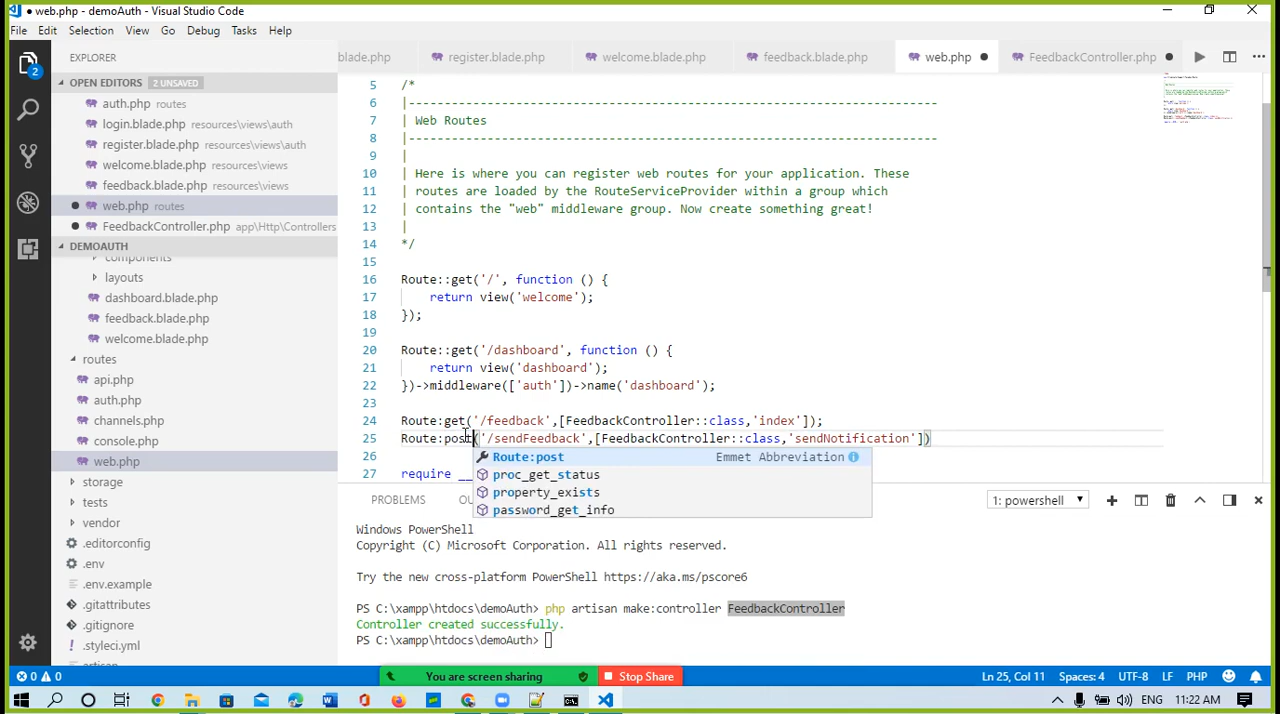 ● web.php - demoAuth - Visual Studio Code
File Edit Selection View Go Debug Tasks Help
EXPLORER
blade.php register.blade.php welcome.blade.php feedback.blade.php web.php ● FeedbackController.php ●
2
OPEN EDITORS 2 UNSAVED
auth.php routes
login.blade.php resources\views\auth
register.blade.php resources\views\auth
welcome.blade.php resources\views
feedback.blade.php resources\views
● web.php routes
● FeedbackController.php app\Http\Controllers
DEMOAUTH
components
layouts
dashboard.blade.php
feedback.blade.php
welcome.blade.php
routes
api.php
auth.php
channels.php
console.php
web.php
storage
tests
vendor
.editorconfig
.env
.env.example
.gitattributes
.gitignore
.styleci.yml
artisan
5 /*
6 |--------------------------------------------------------------------------
7 | Web Routes
8 |--------------------------------------------------------------------------
9 |
10 | Here is where you can register web routes for your application. These
11 | routes are loaded by the RouteServiceProvider within a group which
12 | contains the "web" middleware group. Now create something great!
13 |
14 */
15
16 Route::get('/', function () {
17 return view('welcome');
18 });
19
20 Route::get('/dashboard', function () {
21 return view('dashboard');
22 })->middleware(['auth'])->name('dashboard');
23
24 Route:get('/feedback',[FeedbackController::class,'index']);
25 Route:post('/sendFeedback',[FeedbackController::class,'sendNotification'])
26
27 require __
Route:post Emmet Abbreviation
proc_get_status
property_exists
password_get_info
PROBLEMS OU 1: powershell
Windows PowerShell
Copyright (C) Microsoft Corporation. All rights reserved.
Try the new cross-platform PowerShell https://aka.ms/pscore6
PS C:\xampp\htdocs\demoAuth> php artisan make:controller FeedbackController
Controller created successfully.
PS C:\xampp\htdocs\demoAuth>
0 0 You are screen sharing Stop Share Ln 25, Col 11 Spaces: 4 UTF-8 LF PHP
ENG 11:22 AM